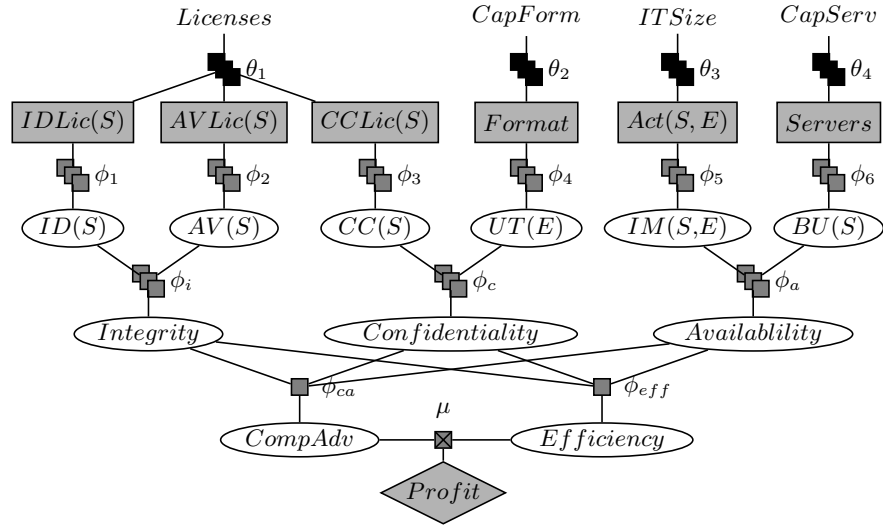 Licenses CapForm ITSize CapServ
θ1 θ2 θ3 θ4
IDLic(S) AVLic(S) CCLic(S) Format Act(S, E) Servers
ϕ1 ϕ2 ϕ3 ϕ4 ϕ5 ϕ6
ID(S) AV(S) CC(S) UT(E) IM(S,E) BU(S)
ϕi ϕc ϕa
Integrity Confidentiality Availablility
ϕca ϕeff
μ
CompAdv Efficiency
Profit